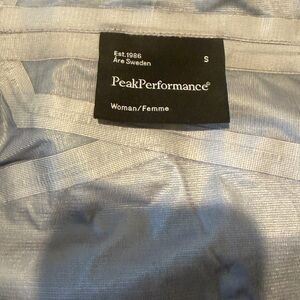 Est.1986 S
Åre Sweden
PeakPerformance®
Woman/Femme